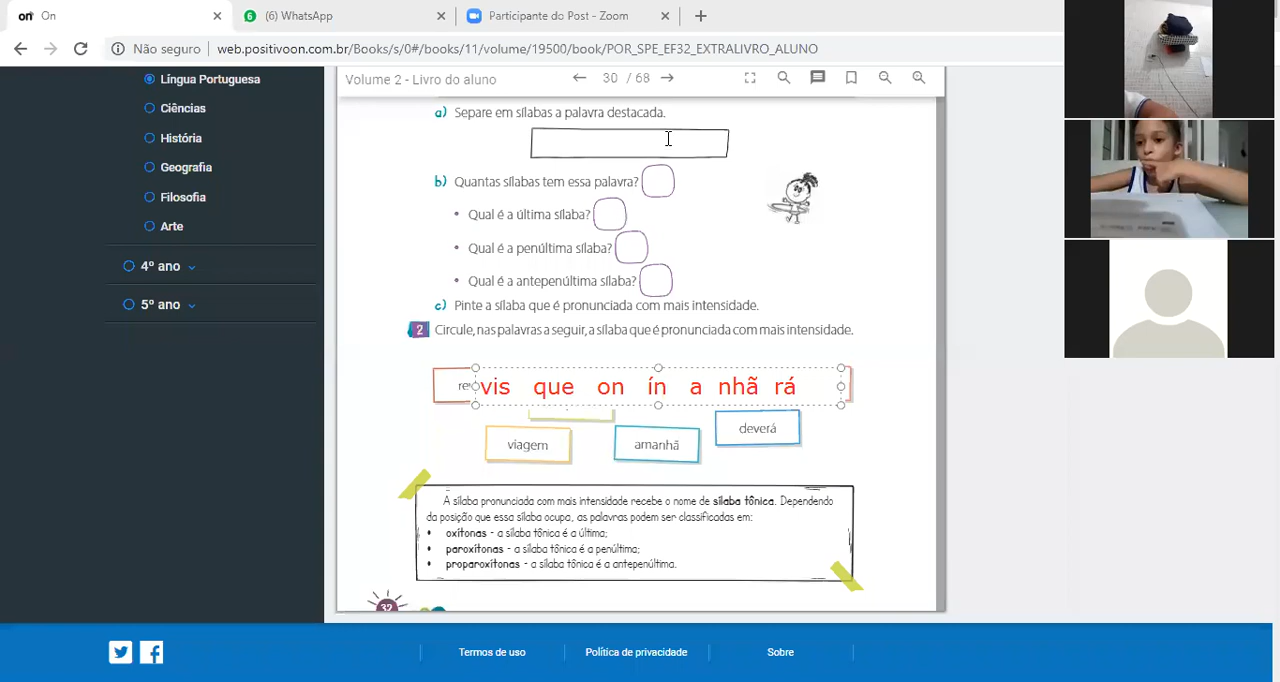 on On
6 (6) WhatsApp
Participante do Post - Zoom
Não seguro web.positivoon.com.br/Books/s/0#/books/11/volume/19500/book/POR_SPE_EF32_EXTRALIVRO_ALUNO
Língua Portuguesa
Ciências
História
Geografia
Filosofia
Arte
4º ano
5º ano
Volume 2 - Livro do aluno
30 / 68
a) Separe em sílabas a palavra destacada.
b) Quantas sílabas tem essa palavra?
• Qual é a última sílaba?
• Qual é a penúltima sílaba?
• Qual é a antepenúltima sílaba?
c) Pinte a sílaba que é pronunciada com mais intensidade.
2 Circule, nas palavras a seguir, a sílaba que é pronunciada com mais intensidade.
vis que on ín a nhã rá
deverá
viagem amanhã
A sílaba pronunciada com mais intensidade recebe o nome de sílaba tônica. Dependendo
da posição que essa sílaba ocupa, as palavras podem ser classificadas em:
• oxítonas - a sílaba tônica é a última;
• paroxítonas - a sílaba tônica é a penúltima;
• proparoxítonas - a sílaba tônica é a antepenúltima.
32
Termos de uso
Política de privacidade
Sobre